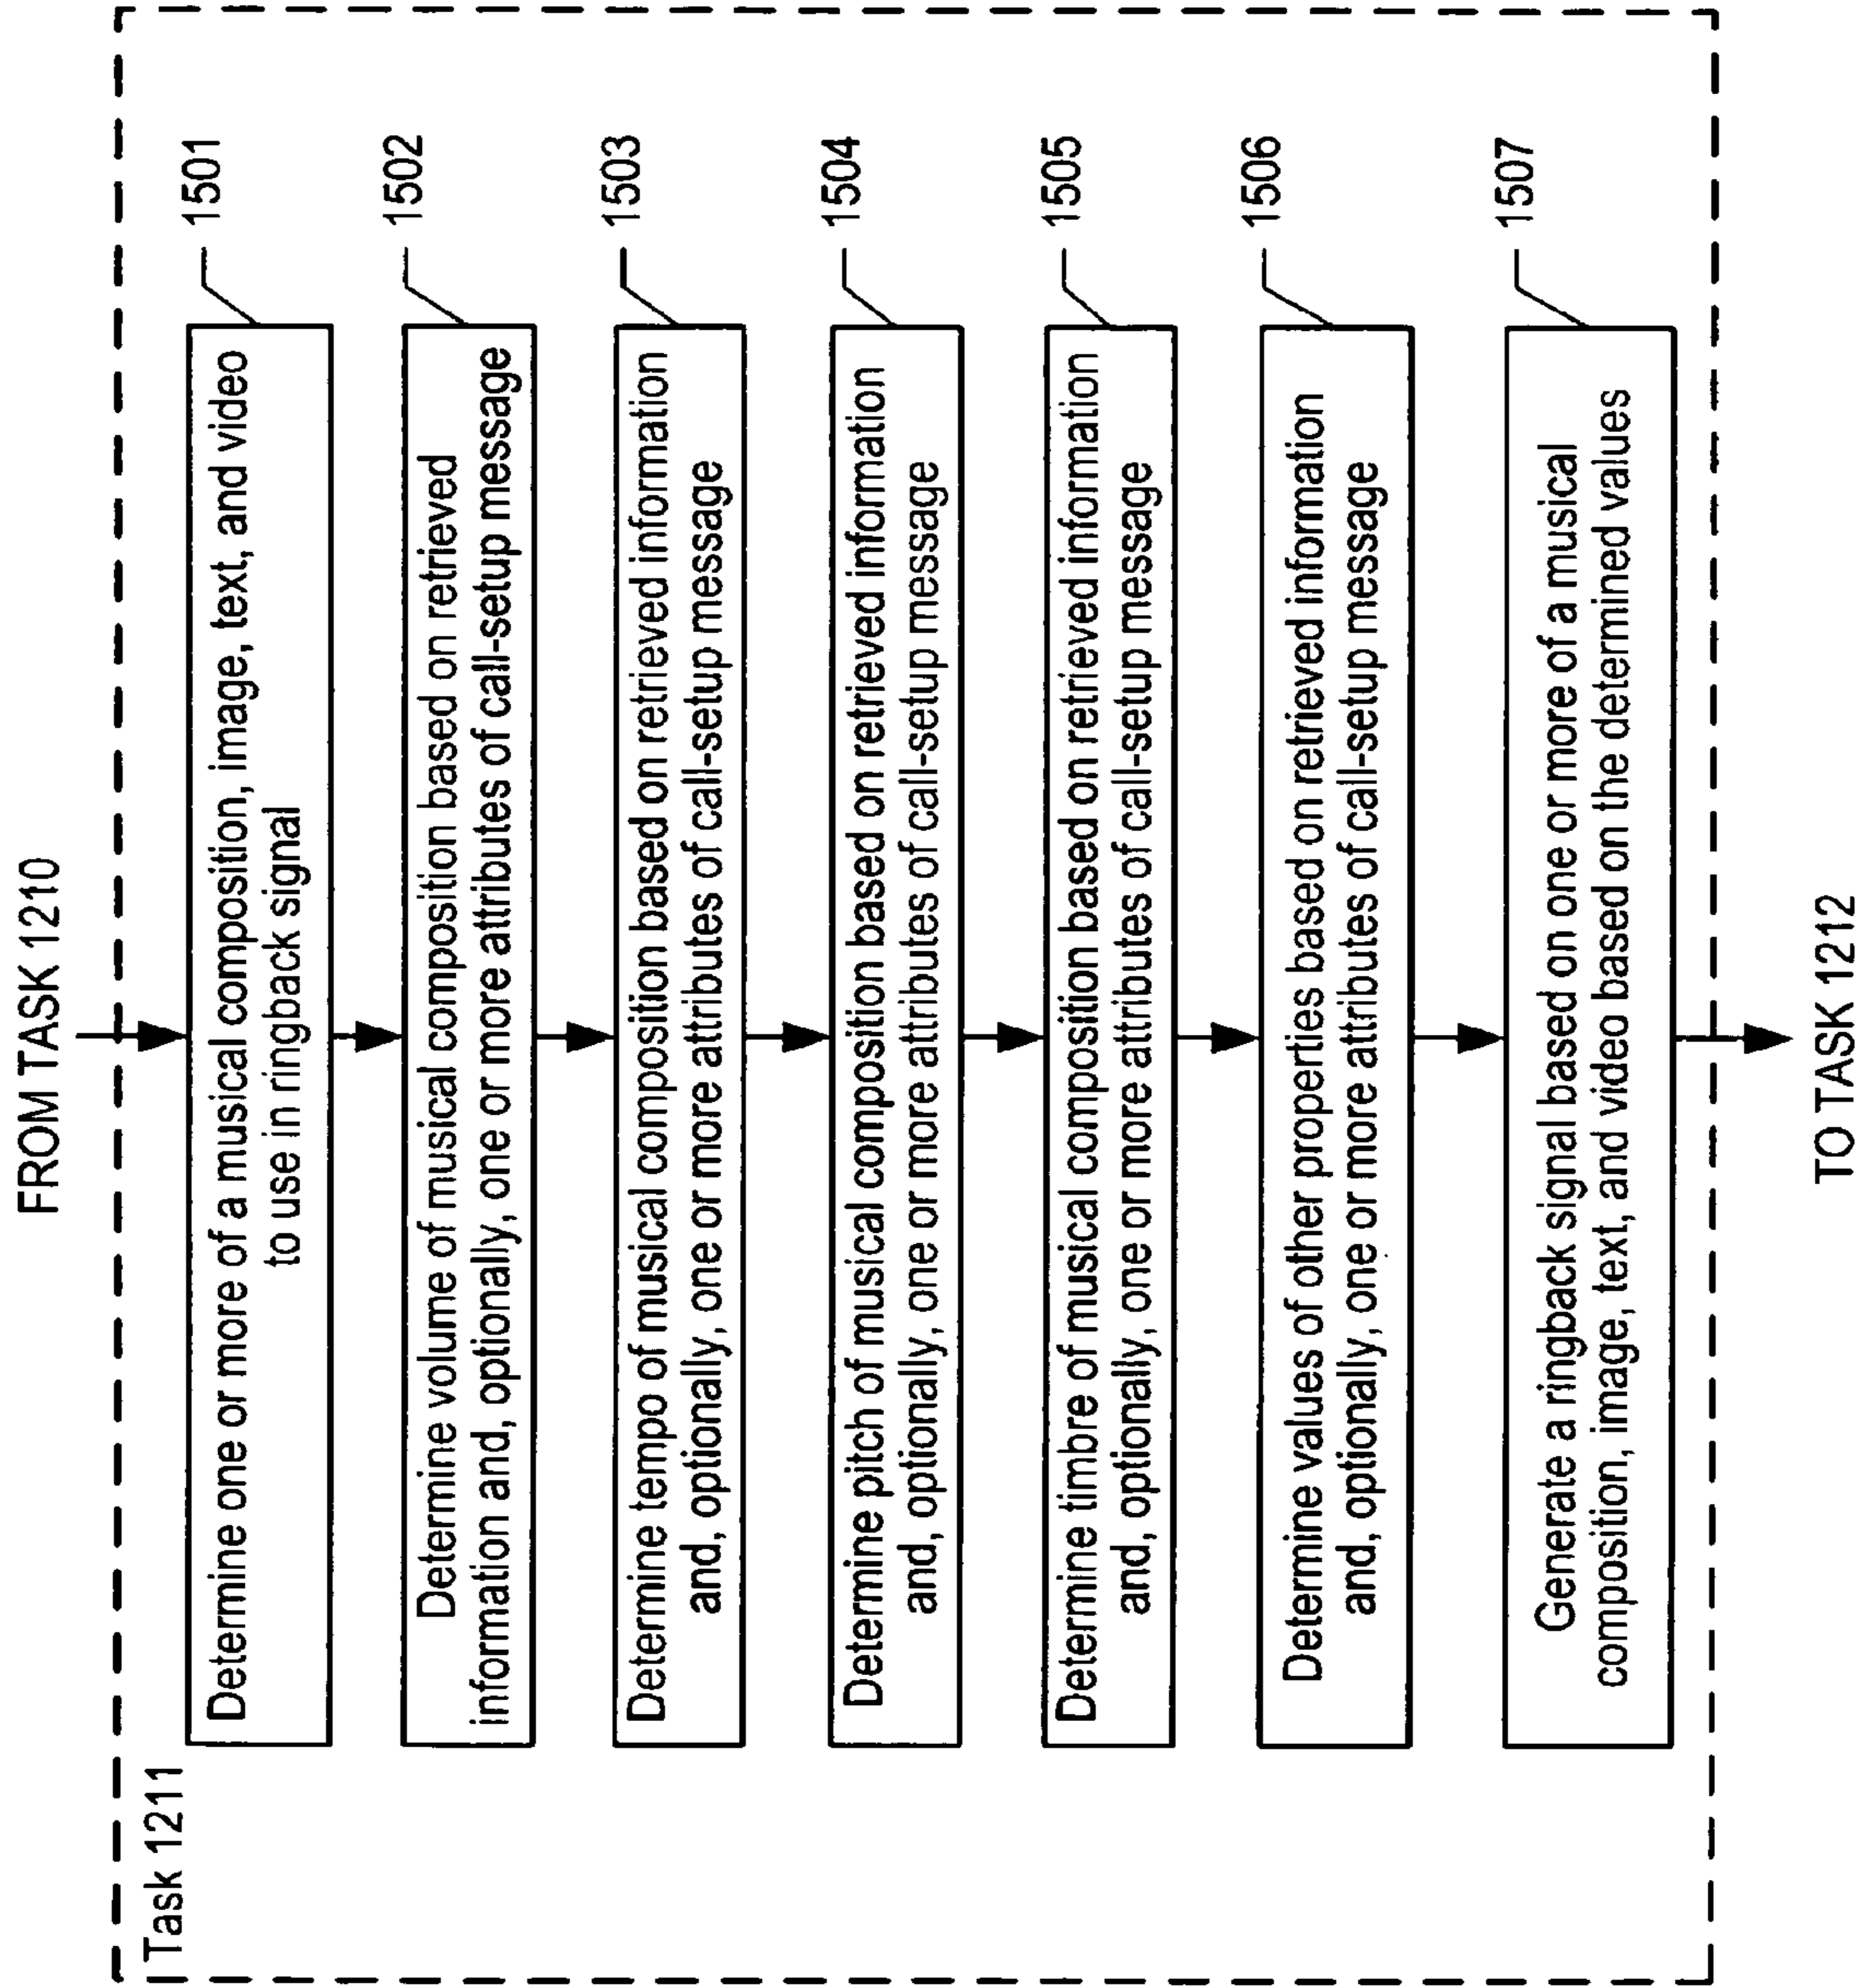 FROM TASK 1210
Task 1211
1501
Determine one or more of a musical composition, image, text, and video
to use in ringback signal
1502
Determine volume of musical composition based on retrieved
information and, optionally, one or more attributes of call-setup message
1503
Determine tempo of musical composition based on retrieved information
and, optionally, one or more attributes of call-setup message
1504
Determine pitch of musical composition based on retrieved information
and, optionally, one or more attributes of call-setup message
1505
Determine timbre of musical composition based on retrieved information
and, optionally, one or more attributes of call-setup message
1506
Determine values of other properties based on retrieved information
and, optionally, one or more attributes of call-setup message
1507
Generate a ringback signal based on one or more of a musical
composition, image, text, and video based on the determined values
TO TASK 1212